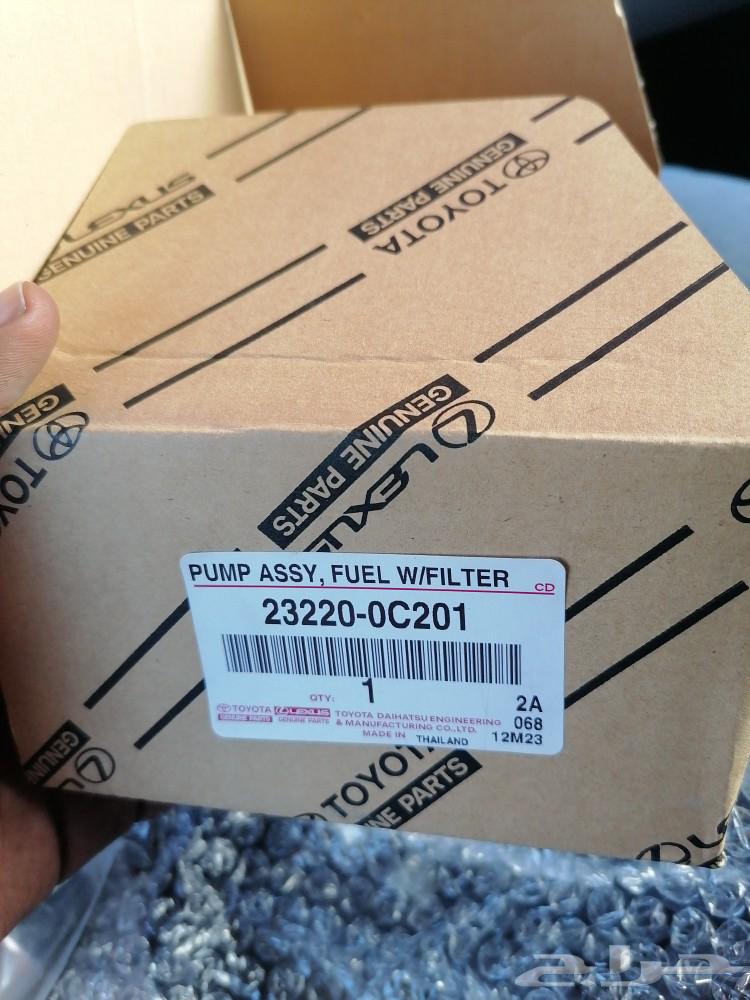 LEXUS
GENUINE PARTS
GENUINE PARTS
TOYOTA
GENUINE
TOYOTA
GENUINE PARTS
LEXUS
PUMP ASSY, FUEL W/FILTER
CD
23220-0C201
QTY: 1
2A
068
12M23
TOYOTA
GENUINE PARTS
LEXUS
GENUINE PARTS
TOYOTA DAIHATSU ENGINEERING
& MANUFACTURING CO.,LTD.
MADE IN THAILAND
GENUINE
TOYOTA
NE PARTS